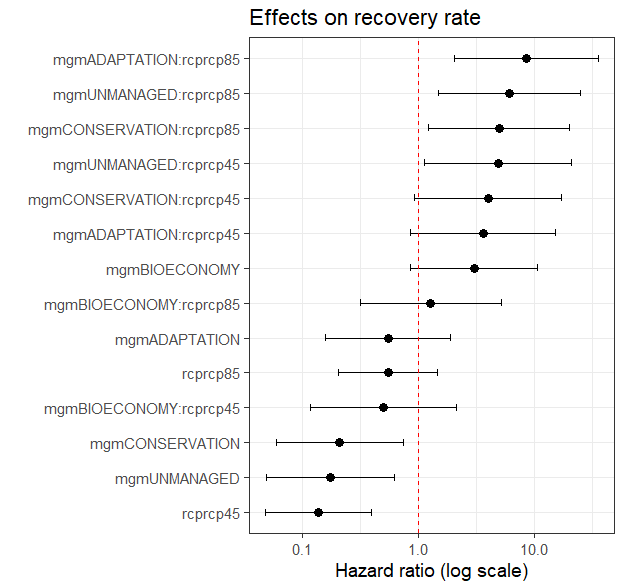 Effects on recovery rate
mgmADAPTATION:rcprcp85
mgmUNMANAGED:rcprcp85
mgmCONSERVATION:rcprcp85
mgmUNMANAGED:rcprcp45
mgmCONSERVATION:rcprcp45
mgmADAPTATION:rcprcp45
mgmBIOECONOMY
mgmBIOECONOMY:rcprcp85
mgmADAPTATION
rcprcp85
mgmBIOECONOMY:rcprcp45
mgmCONSERVATION
mgmUNMANAGED
rcprcp45
0.1 1.0 10.0
Hazard ratio (log scale)